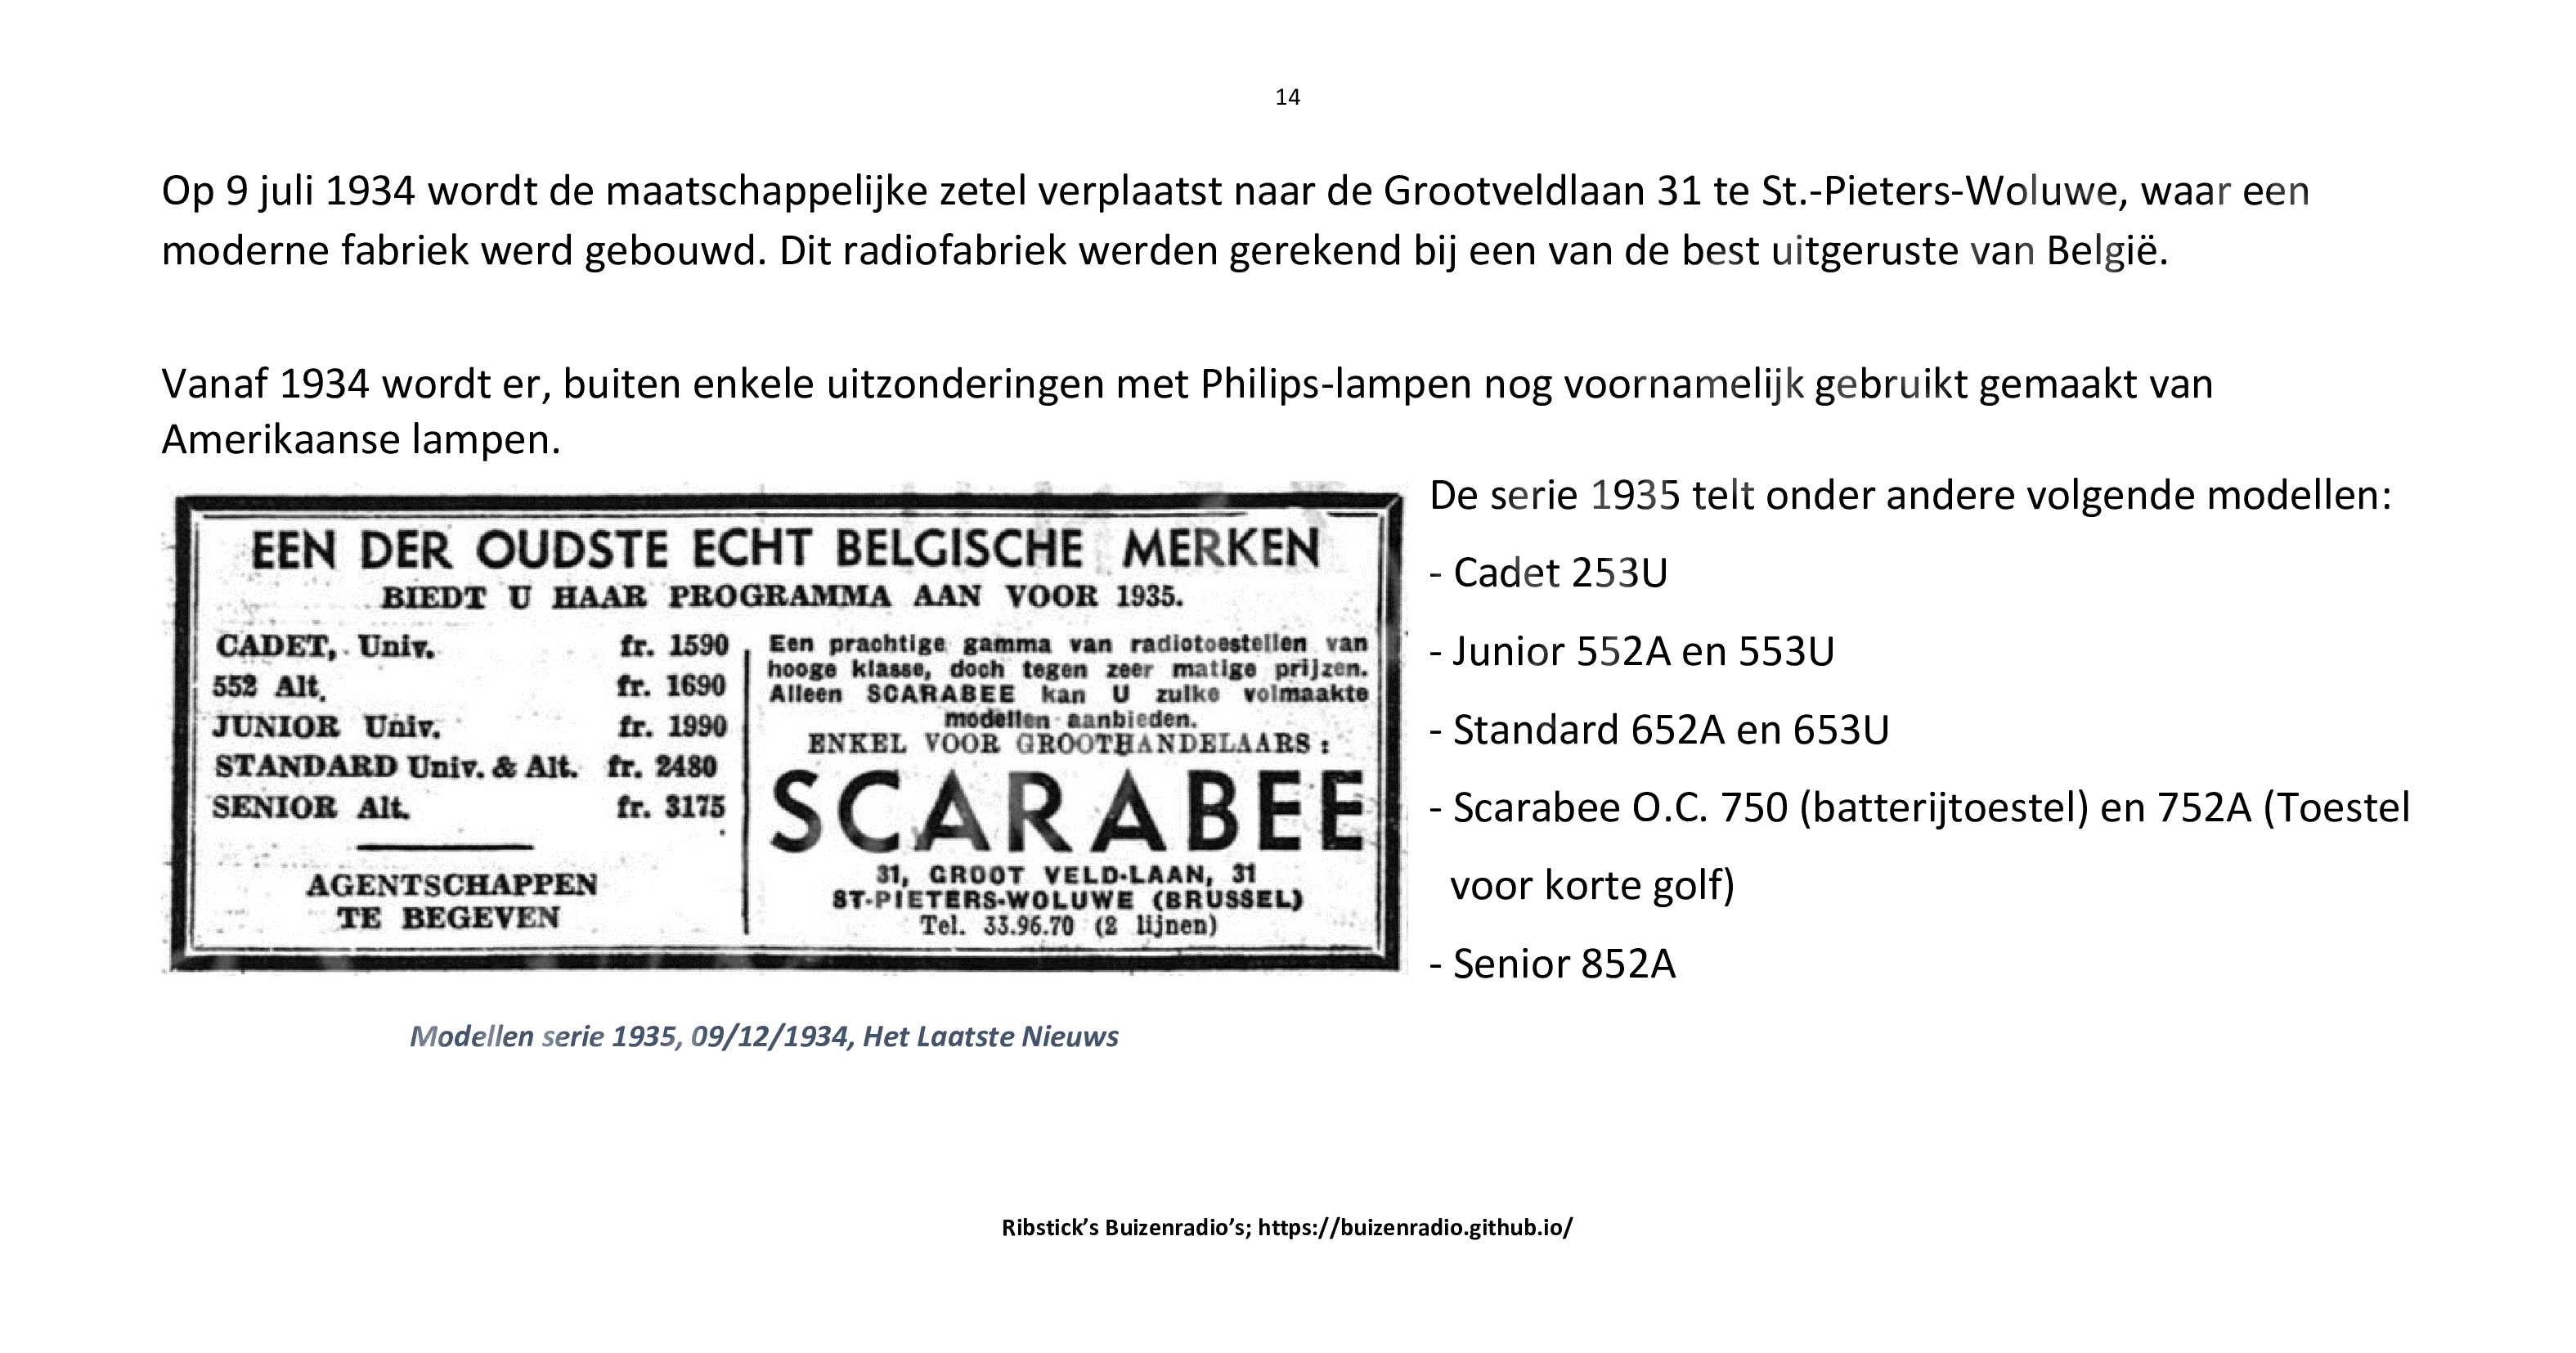 14
Op 9 juli 1934 wordt de maatschappelijke zetel verplaatst naar de Grootveldlaan 31 te St.-Pieters-Woluwe, waar een
moderne fabriek werd gebouwd. Dit radiofabriek werden gerekend bij een van de best uitgeruste van België.
Vanaf 1934 wordt er, buiten enkele uitzonderingen met Philips-lampen nog voornamelijk gebruikt gemaakt van
Amerikaanse lampen.
EEN DER OUDSTE ECHT BELGISCHE MERKEN
BIEDT U HAAR PROGRAMMA AAN VOOR 1935.
CADET, Univ. fr. 1590
552 Alt. fr. 1690
JUNIOR Univ. fr. 1990
STANDARD Univ. & Alt. fr. 2480
SENIOR Alt. fr. 3175
AGENTSCHAPPEN
TE BEGEVEN
Een prachtige gamma van radiotoestellen van
hooge klasse, doch tegen zeer matige prijzen.
Alleen SCARABEE kan U zulke volmaakte
modellen aanbieden.
ENKEL VOOR GROOTHANDELAARS :
SCARABEE
31, GROOT VELD-LAAN, 31
ST-PIETERS-WOLUWE (BRUSSEL)
Tel. 33.96.70 (2 lijnen)
Modellen serie 1935, 09/12/1934, Het Laatste Nieuws
De serie 1935 telt onder andere volgende modellen:
- Cadet 253U
- Junior 552A en 553U
- Standard 652A en 653U
- Scarabee O.C. 750 (batterijtoestel) en 752A (Toestel
voor korte golf)
- Senior 852A
Ribstick’s Buizenradio’s; https://buizenradio.github.io/